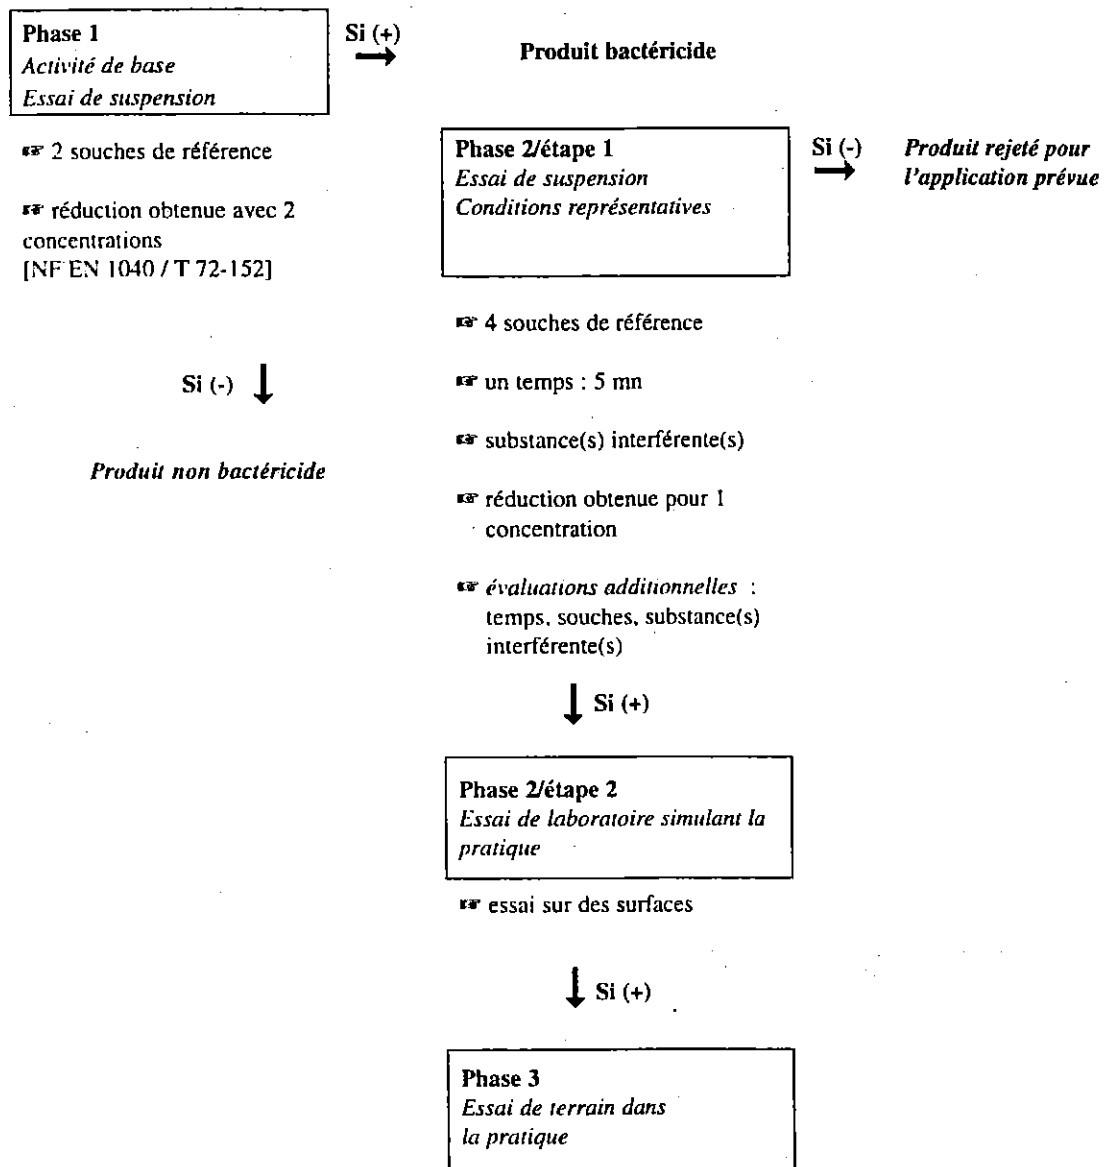 Phase 1
Activité de base
Essai de suspension
Si (+)
Produit bactéricide
☞ 2 souches de référence
☞ réduction obtenue avec 2
concentrations
[NF EN 1040 / T 72-152]
Si (-)
Produit non bactéricide
Phase 2/étape 1
Essai de suspension
Conditions représentatives
Si (-)
Produit rejeté pour
l'application prévue
☞ 4 souches de référence
☞ un temps : 5 mn
☞ substance(s) interférente(s)
☞ réduction obtenue pour 1
concentration
☞ évaluations additionnelles :
temps, souches, substance(s)
interférente(s)
Si (+)
Phase 2/étape 2
Essai de laboratoire simulant la
pratique
☞ essai sur des surfaces
Si (+)
Phase 3
Essai de terrain dans
la pratique